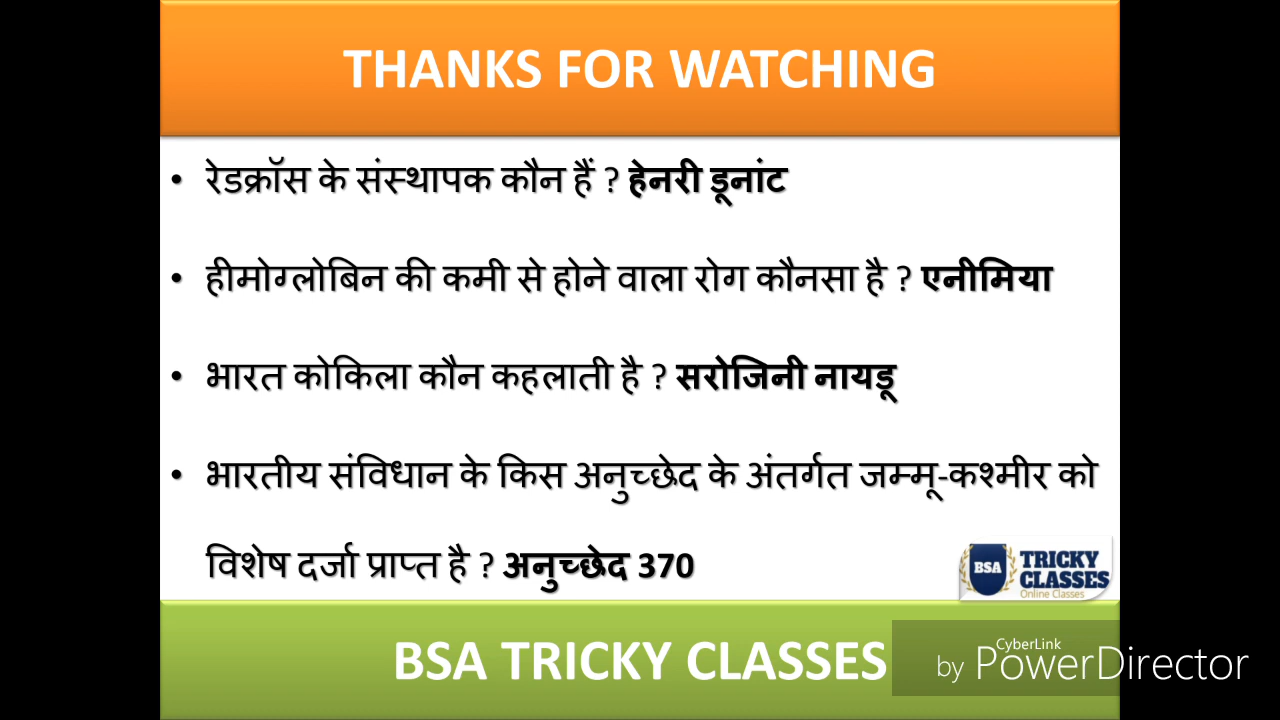 THANKS FOR WATCHING
• रेडक्रॉस के संस्थापक कौन हैं ? हेनरी डूनांट
• हीमोग्लोबिन की कमी से होने वाला रोग कौनसा है ? एनीमिया
• भारत कोकिला कौन कहलाती है ? सरोजिनी नायडू
• भारतीय संविधान के किस अनुच्छेद के अंतर्गत जम्मू-कश्मीर को
विशेष दर्जा प्राप्त है ? अनुच्छेद 370
BSA
TRICKY
CLASSES
Online Classes
BSA TRICKY CLASSES
CyberLink
by PowerDirector